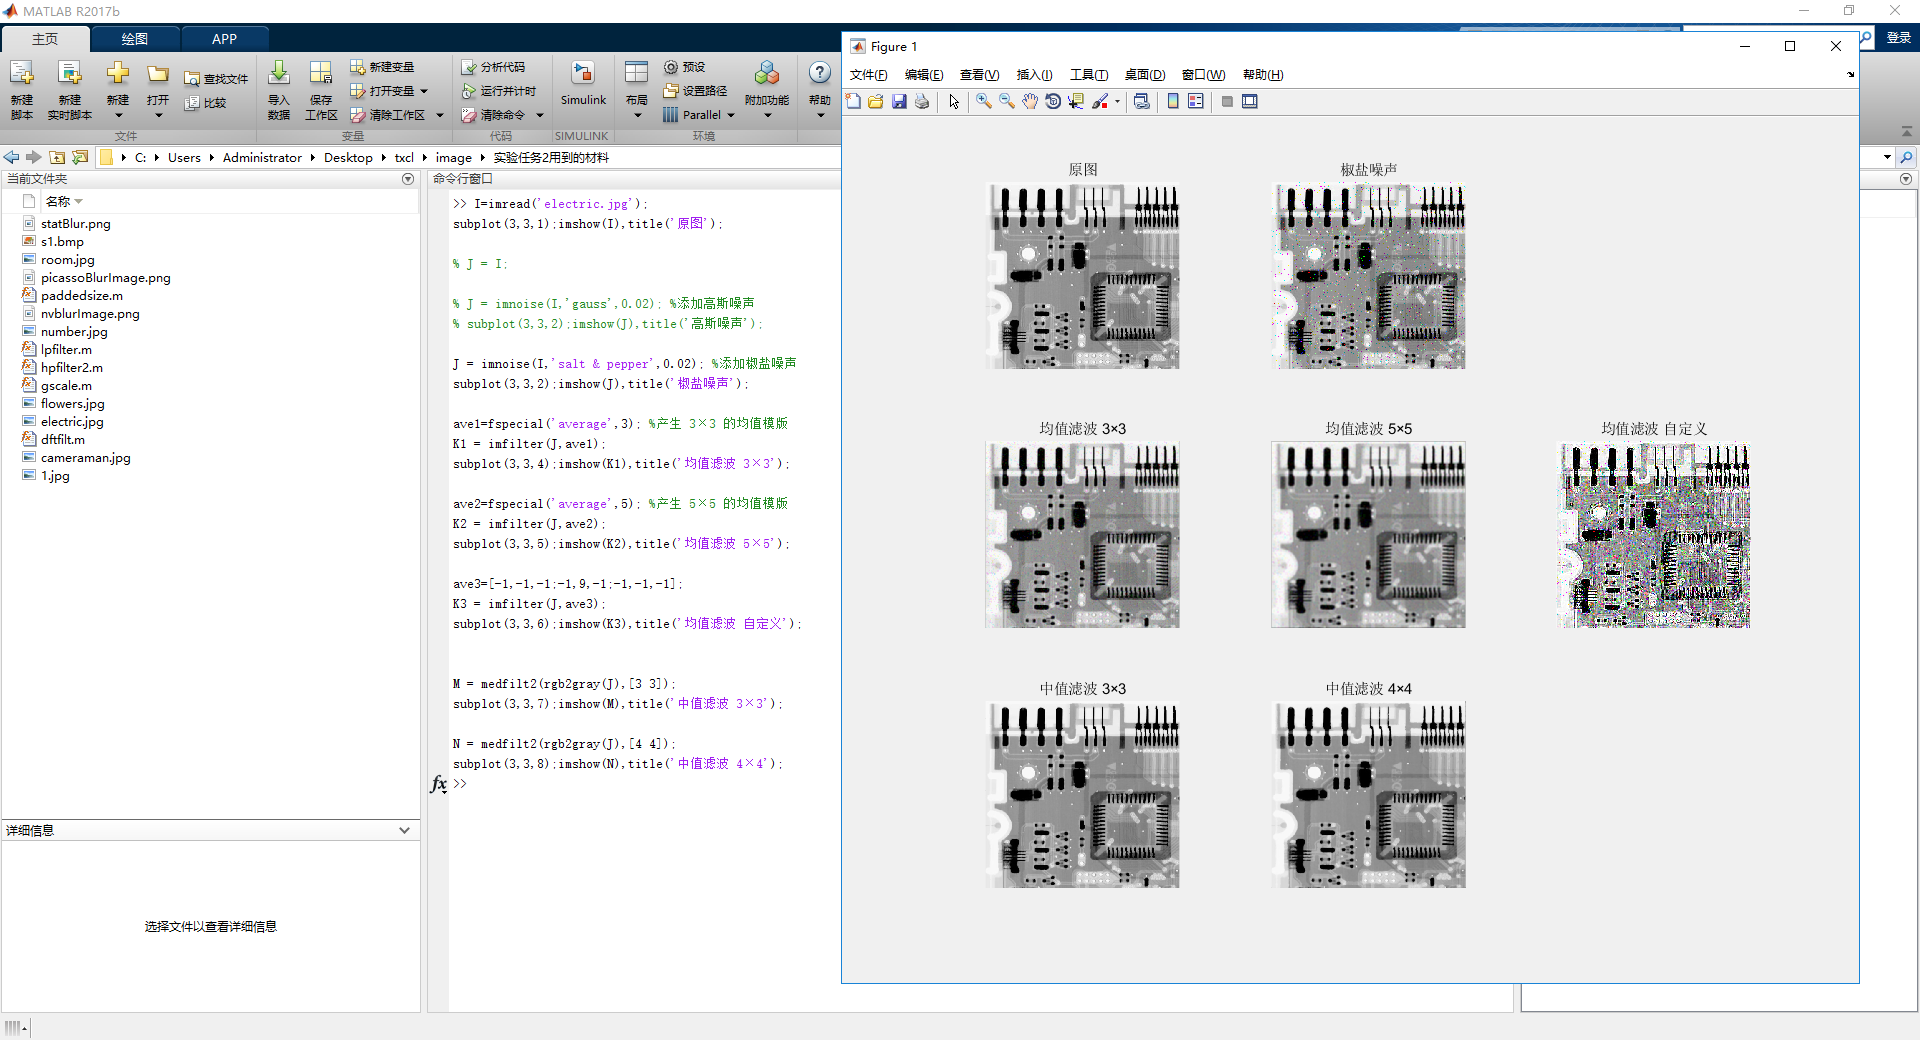 MATLAB R2017b
主页
绘图
APP
登录
新建
脚本
新建
实时脚本
新建
打开
查找文件
比较
文件
导入
数据
保存
工作区
新建变量
打开变量
清除工作区
变量
分析代码
运行并计时
清除命令
代码
Simulink
SIMULINK
布局
预设
设置路径
Parallel
环境
附加功能
帮助
C:
Users
Administrator
Desktop
txcl
image
实验任务2用到的材料
当前文件夹
名称
statBlur.png
s1.bmp
room.jpg
picassoBlurImage.png
paddedsize.m
nvblurImage.png
number.jpg
lpfilter.m
hpfilter2.m
gscale.m
flowers.jpg
electric.jpg
dftfilt.m
cameraman.jpg
1.jpg
详细信息
选择文件以查看详细信息
命令行窗口
>> I=imread('electric.jpg');
subplot(3,3,1);imshow(I),title('原图');
% J = I;
% J = imnoise(I,'gauss',0.02); %添加高斯噪声
% subplot(3,3,2);imshow(J),title('高斯噪声');
J = imnoise(I,'salt & pepper',0.02); %添加椒盐噪声
subplot(3,3,2);imshow(J),title('椒盐噪声');
ave1=fspecial('average',3); %产生 3×3 的均值模版
K1 = imfilter(J,ave1);
subplot(3,3,4);imshow(K1),title('均值滤波 3×3');
ave2=fspecial('average',5); %产生 5×5 的均值模版
K2 = imfilter(J,ave2);
subplot(3,3,5);imshow(K2),title('均值滤波 5×5');
ave3=[-1,-1,-1;-1,9,-1;-1,-1,-1];
K3 = imfilter(J,ave3);
subplot(3,3,6);imshow(K3),title('均值滤波 自定义');
M = medfilt2(rgb2gray(J),[3 3]);
subplot(3,3,7);imshow(M),title('中值滤波 3×3');
N = medfilt2(rgb2gray(J),[4 4]);
subplot(3,3,8);imshow(N),title('中值滤波 4×4');
fx >>
Figure 1
文件(F)
编辑(E)
查看(V)
插入(I)
工具(T)
桌面(D)
窗口(W)
帮助(H)
原图
椒盐噪声
均值滤波 3×3
均值滤波 5×5
均值滤波 自定义
中值滤波 3×3
中值滤波 4×4